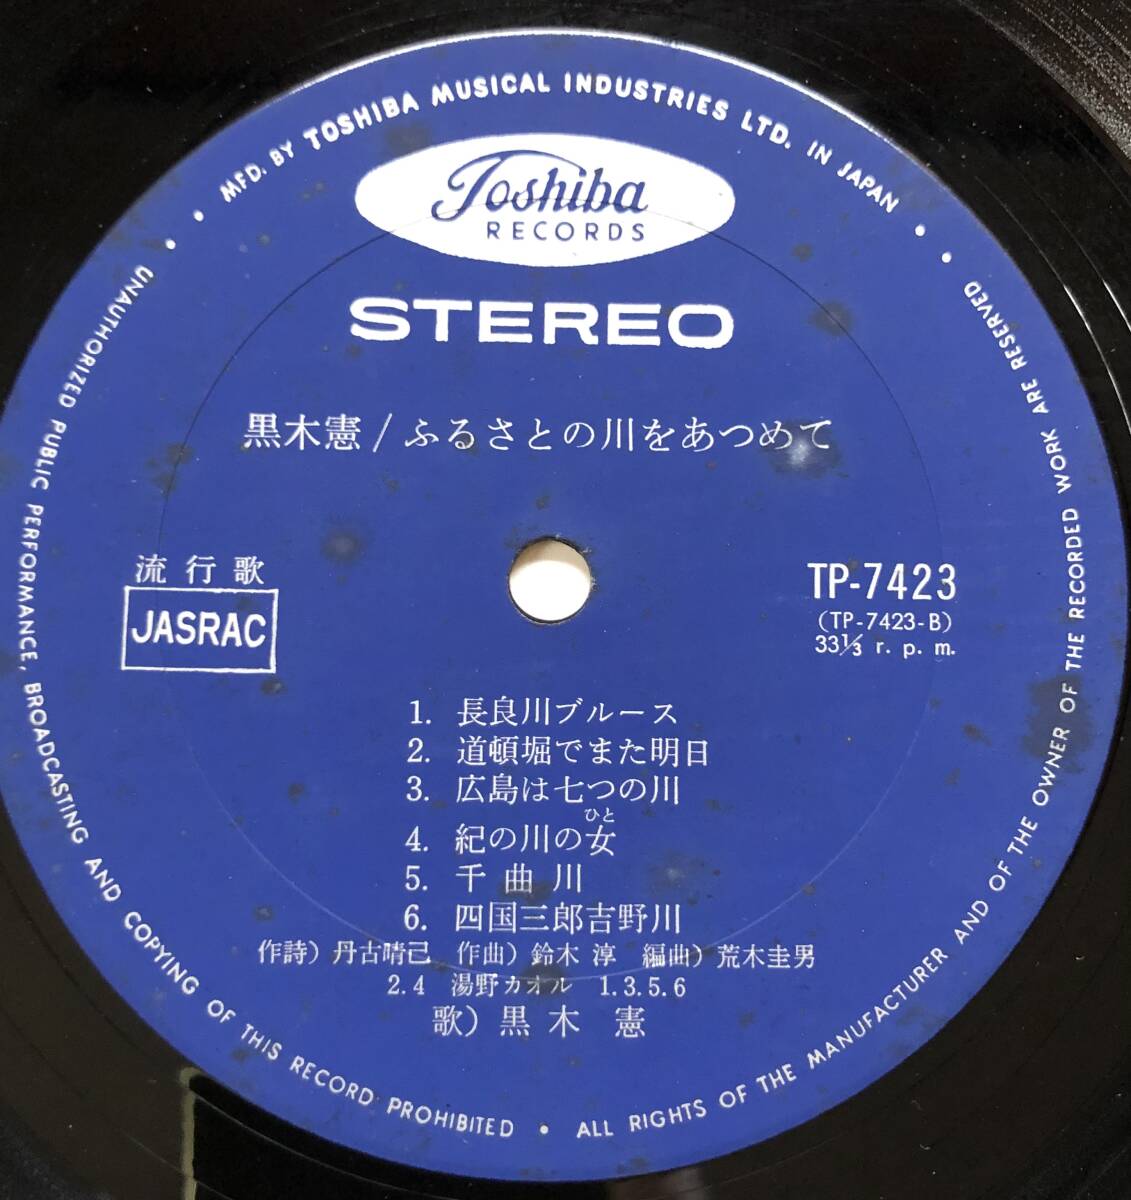 MFD. BY TOSHIBA MUSICAL INDUSTRIES LTD. IN JAPAN
Toshiba
RECORDS
STEREO
黒木憲/ふるさとの川をあつめて
流行歌
JASRAC
TP-7423
(TP-7423-B)
33⅓ r. p. m.
1. 長良川ブルース
2. 道頓堀でまた明日
3. 広島は七つの川
ひと
4. 紀の川の女
5. 千曲川
6. 四国三郎吉野川
作詩) 丹古晴己 作曲) 鈴木 淳 編曲) 荒木圭男
2.4 湯野カオル 1.3.5.6
歌) 黒木 憲
UNAUTHORIZED PUBLIC PERFORMANCE, BROADCASTING AND COPYING OF THIS RECORD PROHIBITED • ALL RIGHTS OF THE MANUFACTURER AND OF THE OWNER OF THE RECORDED WORK ARE RESERVED